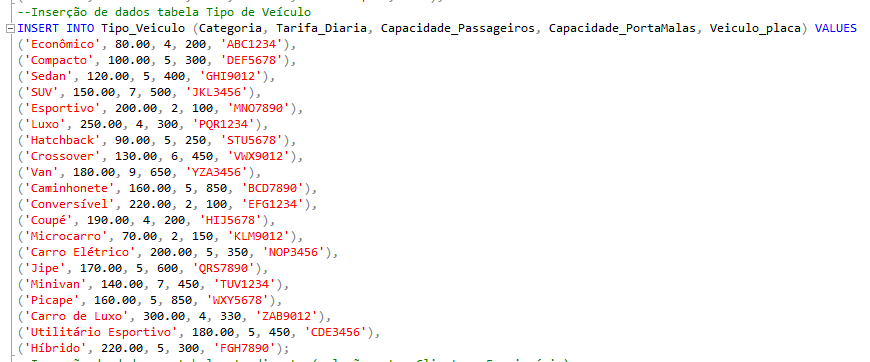 --Inserção de dados tabela Tipo de Veículo
INSERT INTO Tipo_Veiculo (Categoria, Tarifa_Diaria, Capacidade_Passageiros, Capacidade_PortaMalas, Veiculo_placa) VALUES
('Econômico', 80.00, 4, 200, 'ABC1234'),
('Compacto', 100.00, 5, 300, 'DEF5678'),
('Sedan', 120.00, 5, 400, 'GHI9012'),
('SUV', 150.00, 7, 500, 'JKL3456'),
('Esportivo', 200.00, 2, 100, 'MNO7890'),
('Luxo', 250.00, 4, 300, 'PQR1234'),
('Hatchback', 90.00, 5, 250, 'STU5678'),
('Crossover', 130.00, 6, 450, 'VWX9012'),
('Van', 180.00, 9, 650, 'YZA3456'),
('Caminhonete', 160.00, 5, 850, 'BCD7890'),
('Conversível', 220.00, 2, 100, 'EFG1234'),
('Coupé', 190.00, 4, 200, 'HIJ5678'),
('Microcarro', 70.00, 2, 150, 'KLM9012'),
('Carro Elétrico', 200.00, 5, 350, 'NOP3456'),
('Jipe', 170.00, 5, 600, 'QRS7890'),
('Minivan', 140.00, 7, 450, 'TUV1234'),
('Picape', 160.00, 5, 850, 'WXY5678'),
('Carro de Luxo', 300.00, 4, 330, 'ZAB9012'),
('Utilitário Esportivo', 180.00, 5, 450, 'CDE3456'),
('Híbrido', 220.00, 5, 300, 'FGH7890');